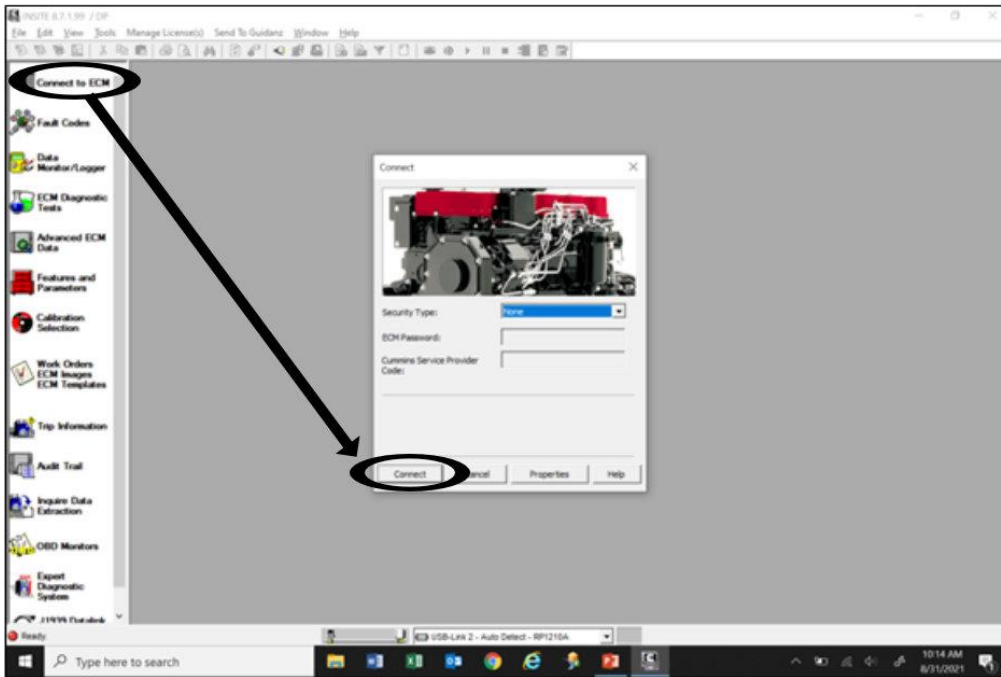 INSITE 8.7.1.99 / DP
File Edit View Tools Manage License(s) Send To Guidanz Window Help
Connect to ECM
Fault Codes
Data
Monitor/Logger
ECM Diagnostic
Tests
Advanced ECM
Data
Features and
Parameters
Calibration
Selection
Work Orders
ECM Images
ECM Templates
Trip Information
Audit Trail
Inquire Data
Extraction
OBD Monitors
Expert
Diagnostic
System
J1939 Datalink
Connect
Security Type:
None
ECM Password:
Cummins Service Provider
Code:
Connect
Cancel
Properties
Help
Ready
USB-Link 2 - Auto Detect - RP1210A
Type here to search
10:14 AM
8/31/2021